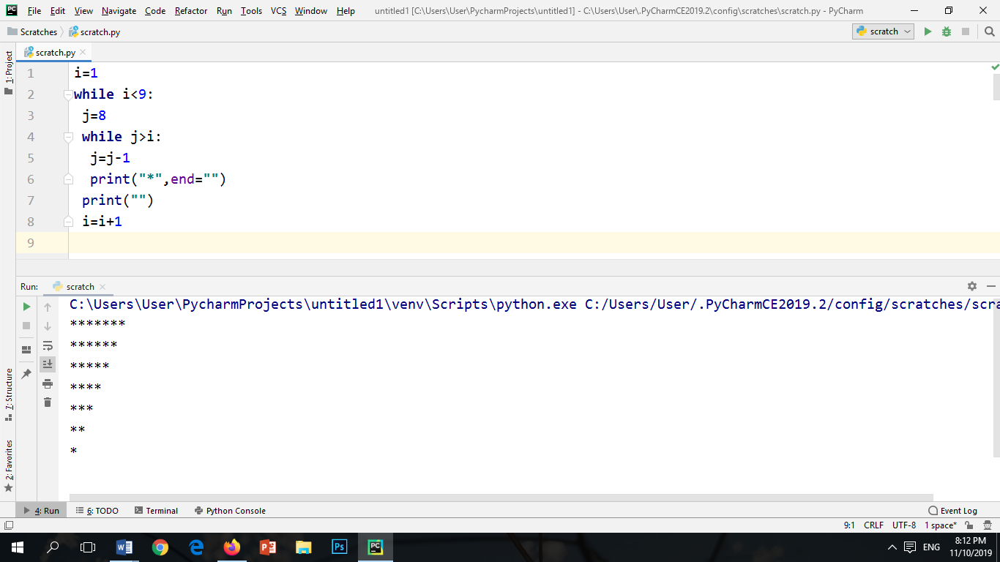 File Edit View Navigate Code Refactor Run Tools VCS Window Help untitled1 [C:\Users\User\PycharmProjects\untitled1] - C:\Users\User\.PyCharmCE2019.2\config\scratches\scratch.py - PyCharm
Scratches scratch.py scratch
scratch.py
1: Project
1 i=1
2 while i<9:
3  j=8
4  while j>i:
5   j=j-1
6   print("*",end="")
7  print("")
8  i=i+1
9
Run: scratch
C:\Users\User\PycharmProjects\untitled1\venv\Scripts\python.exe C:/Users/User/.PyCharmCE2019.2/config/scratches/scra
*******
******
*****
****
***
**
*
7: Structure
2: Favorites
4: Run 6: TODO Terminal Python Console Event Log
9:1 CRLF UTF-8 1 space*
ENG 8:12 PM
11/10/2019